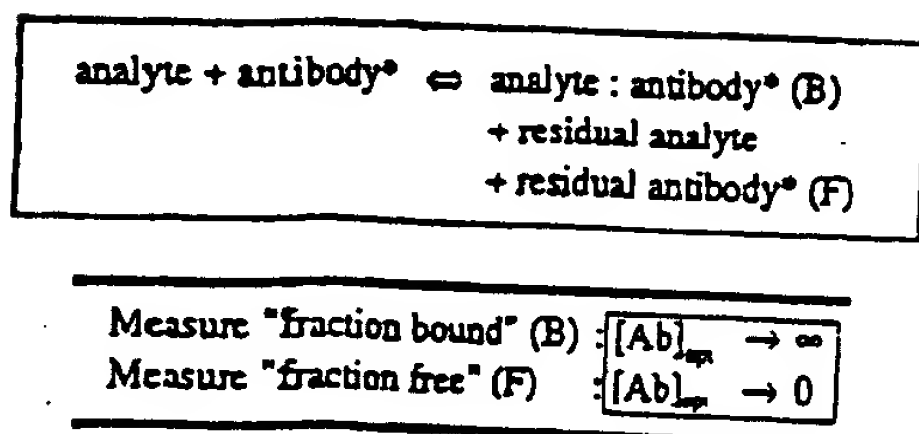 analyte + antibody* ⇔ analyte : antibody* (B)
+ residual analyte
+ residual antibody* (F)
Measure "fraction bound" (B) : [Ab] → ∞
Measure "fraction free" (F) : [Ab] → 0